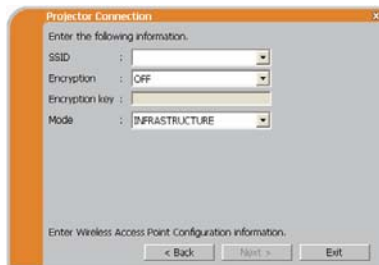 Projector Connection x
Enter the following information.
SSID :
Encryption : OFF
Encryption key :
Mode : INFRASTRUCTURE
Enter Wireless Access Point Configuration information.
< Back Next > Exit